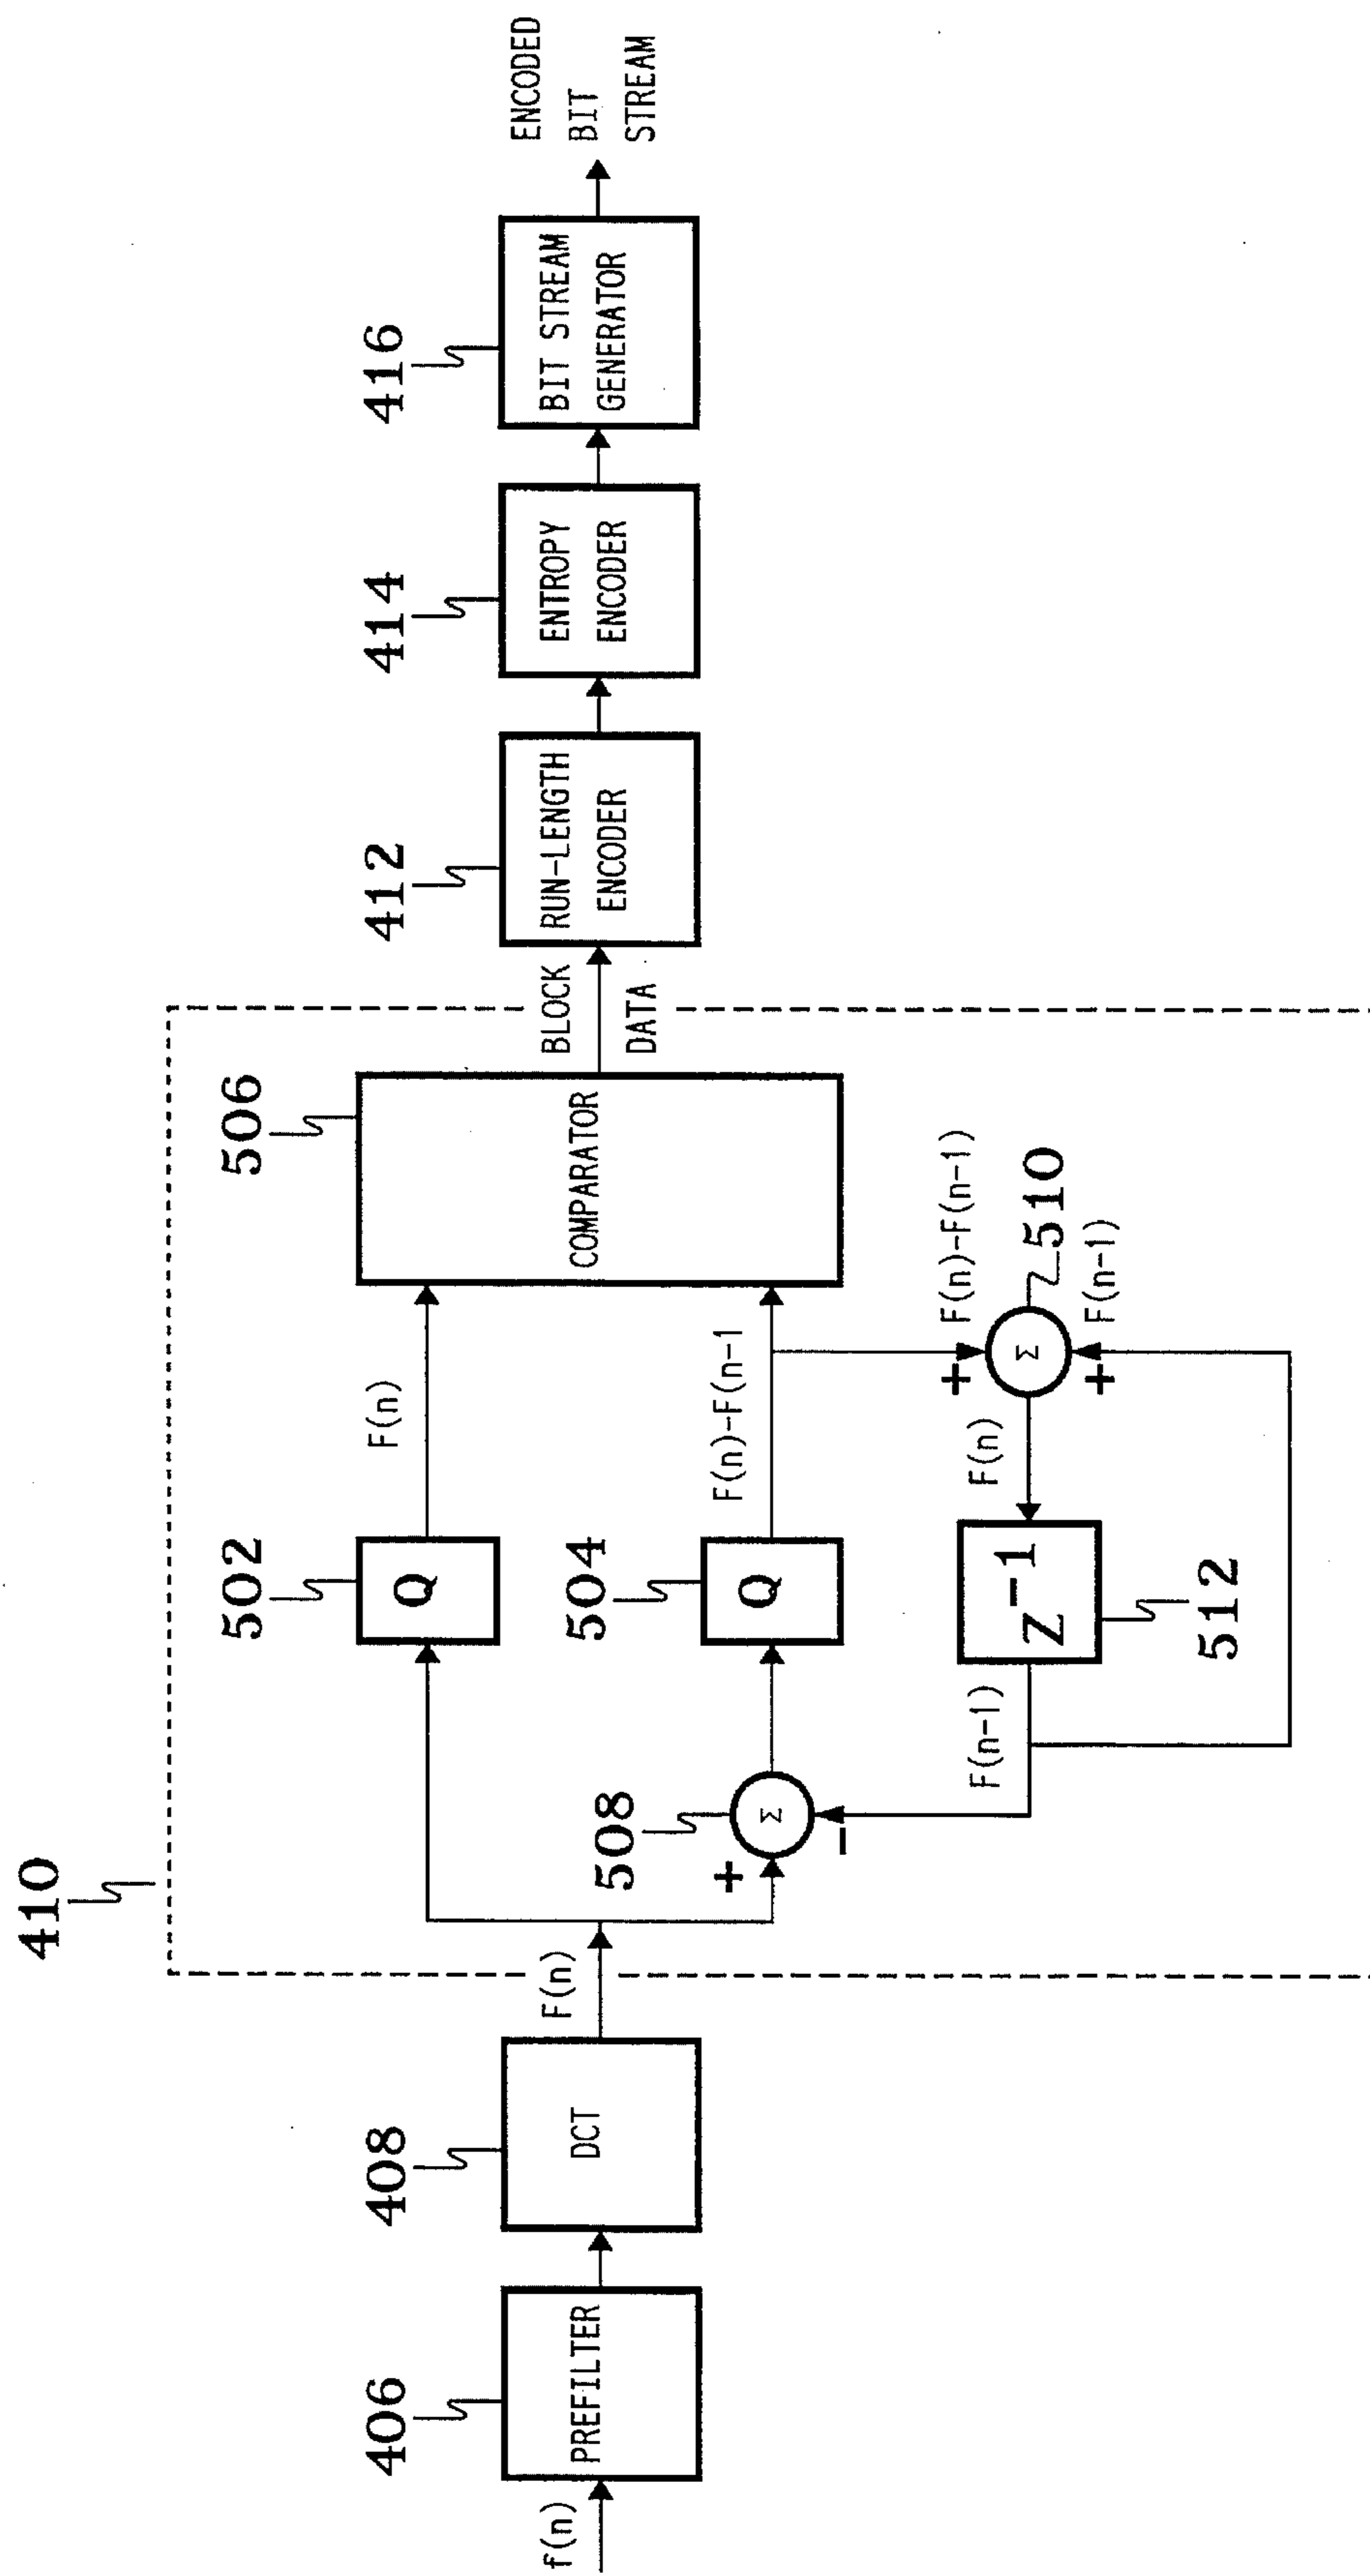 410
506
502
504
508
510
512
406
408
412
414
416
f(n)
PREFILTER
DCT
F(n)
Q
F(n)
Σ
+
-
Q
F(n)-F(n-1
COMPARATOR
F(n-1)
Z-1
F(n)
Σ
+
+
F(n)-F(n-1)
F(n-1)
BLOCK
DATA
RUN-LENGTH
ENCODER
ENTROPY
ENCODER
BIT STREAM
GENERATOR
ENCODED
BIT
STREAM